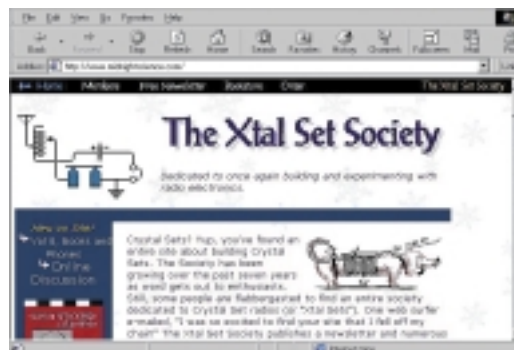 File Edit View Go Favorites Help
Back Forward Stop Refresh Home Search Favorites History Channels Fullscreen Mail
Home Members Free Newsletter Bookstore Order The Xtal Set Society
The Xtal Set Society
Dedicated to once again building and experimenting with
radio electronics.
Books and
Phones
Online
Discussion
Crystal Sets? Yup, you've found an
entire site about building Crystal
Sets. The Society has been
growing over the past seven years
as word gets out to enthusiasts.
Still, some people are flabbergasted to find an entire society
dedicated to Crystal Set radios (or "Xtal Sets"). One web surfer
e-mailed, "I was so excited to find your site that I fell off my
chair!" The Xtal Set Society publishes a newsletter and numerous